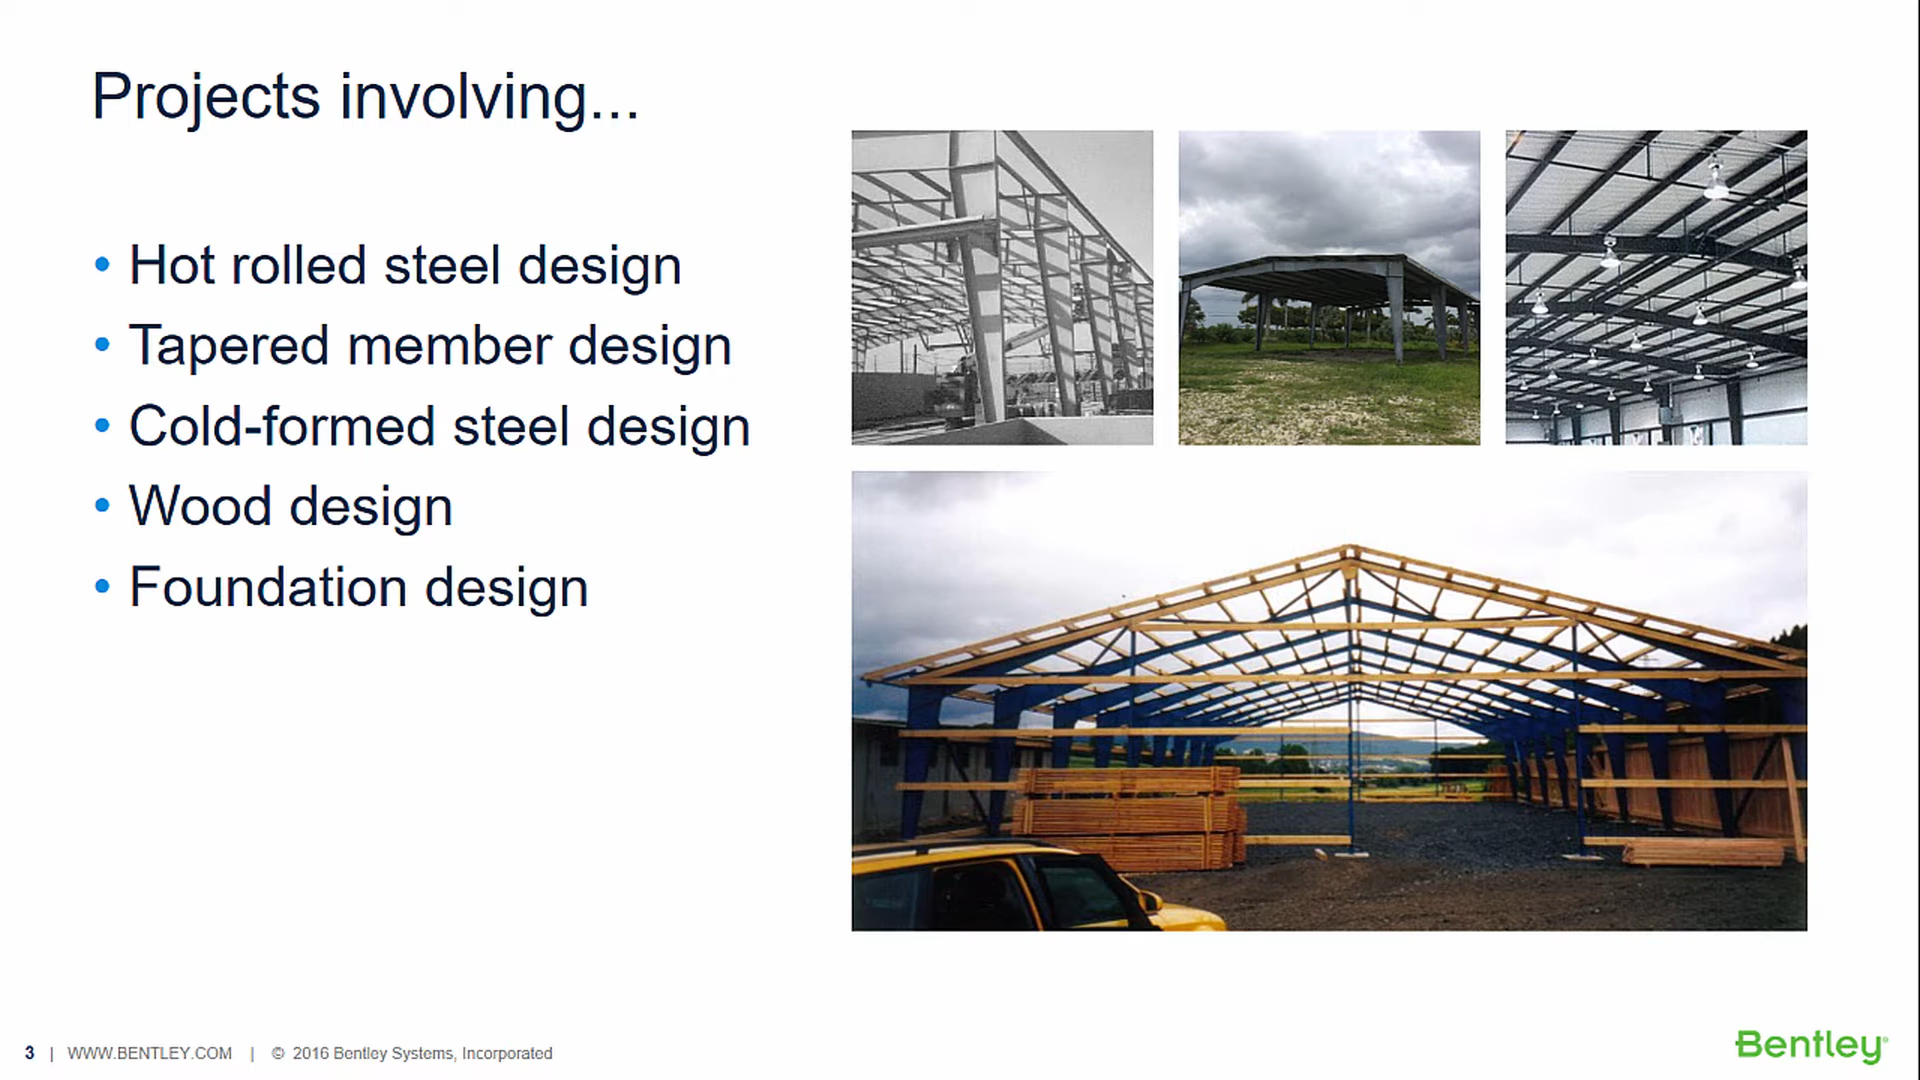 Projects involving...
• Hot rolled steel design
• Tapered member design
• Cold-formed steel design
• Wood design
• Foundation design
3 | WWW.BENTLEY.COM | © 2016 Bentley Systems, Incorporated
Bentley®